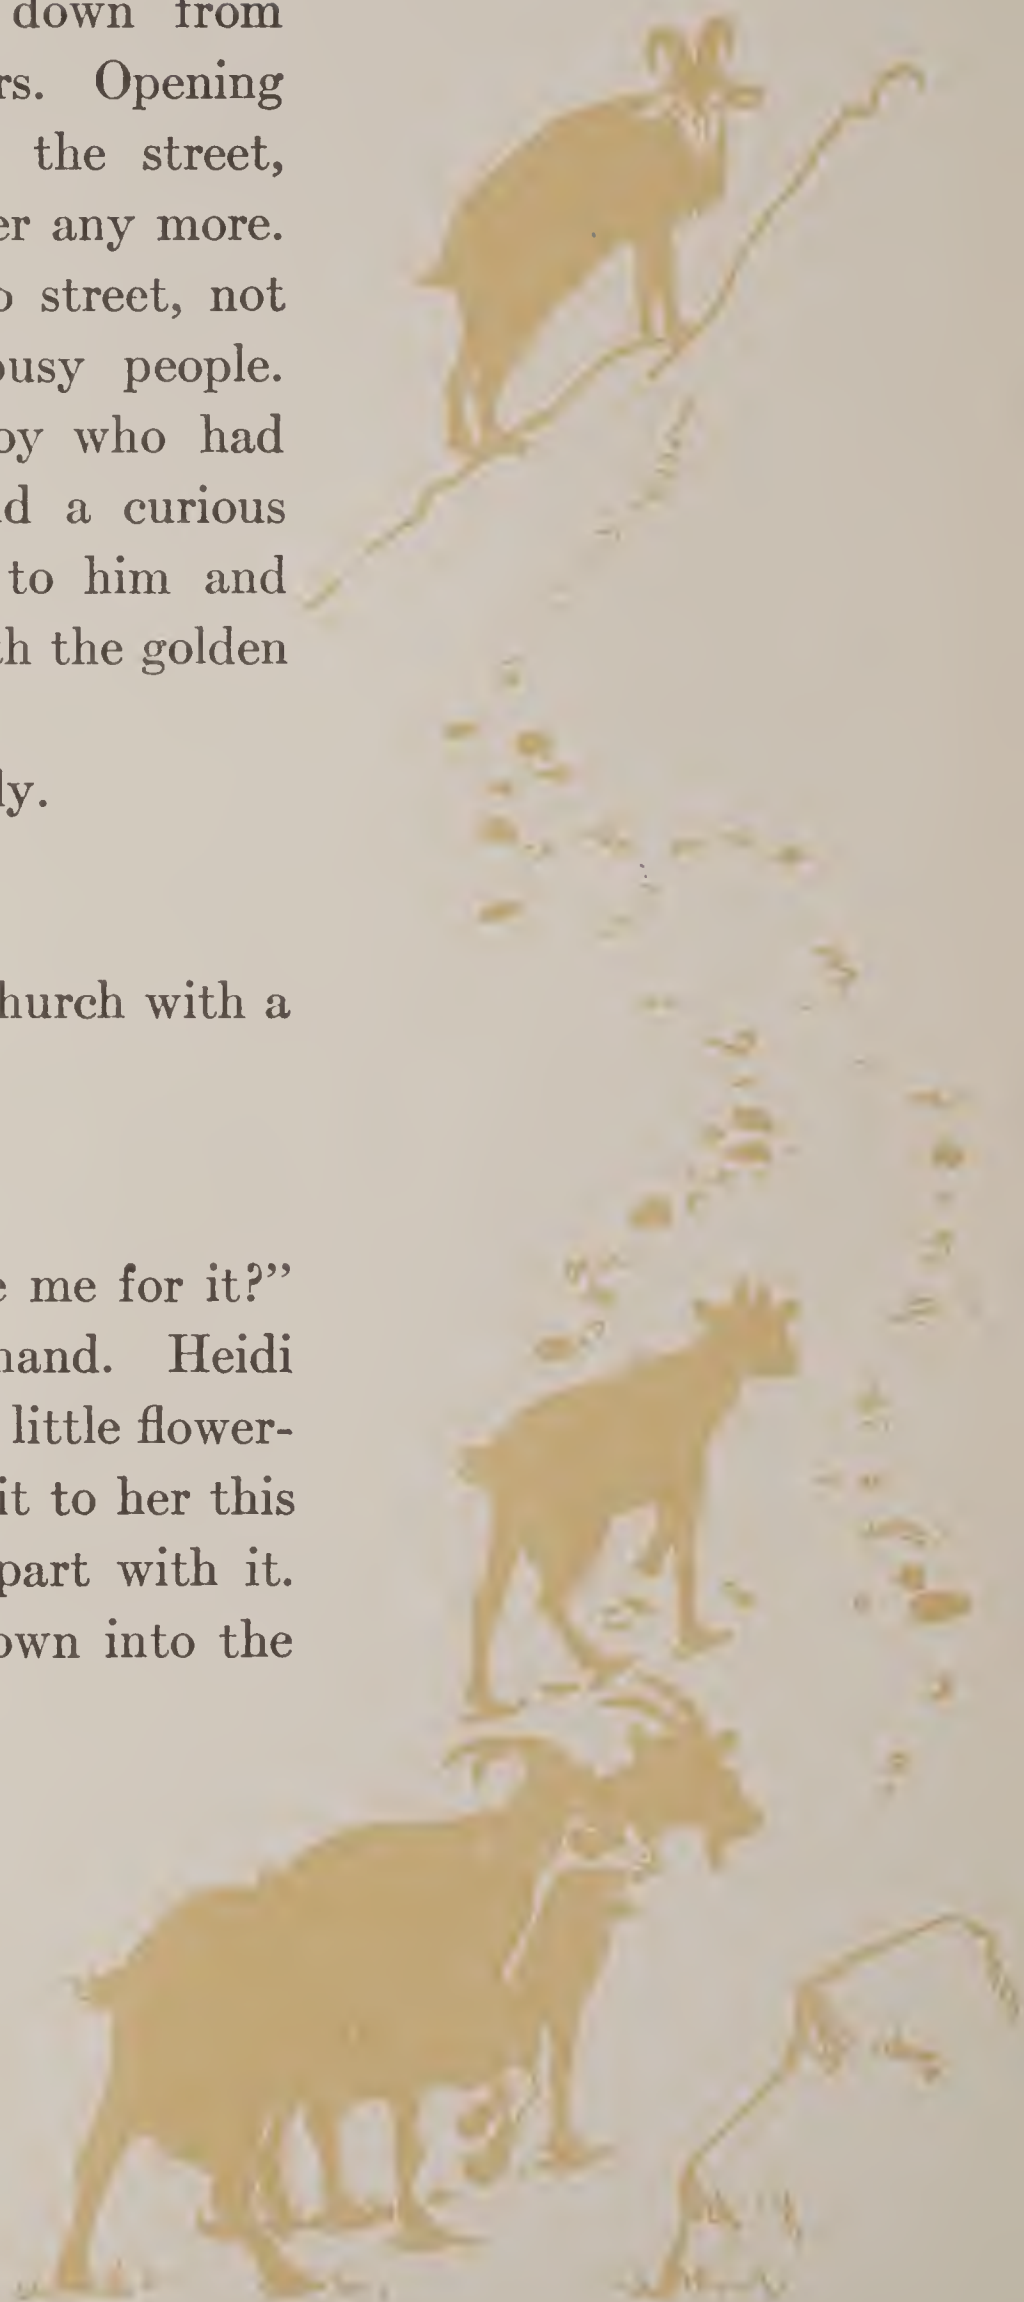 down from
rs. Opening
the street,
er any more.
o street, not
busy people.
oy who had
nd a curious
to him and
th the golden
ly.
hurch with a
e me for it?”
hand. Heidi
little flower-
it to her this
part with it.
own into the